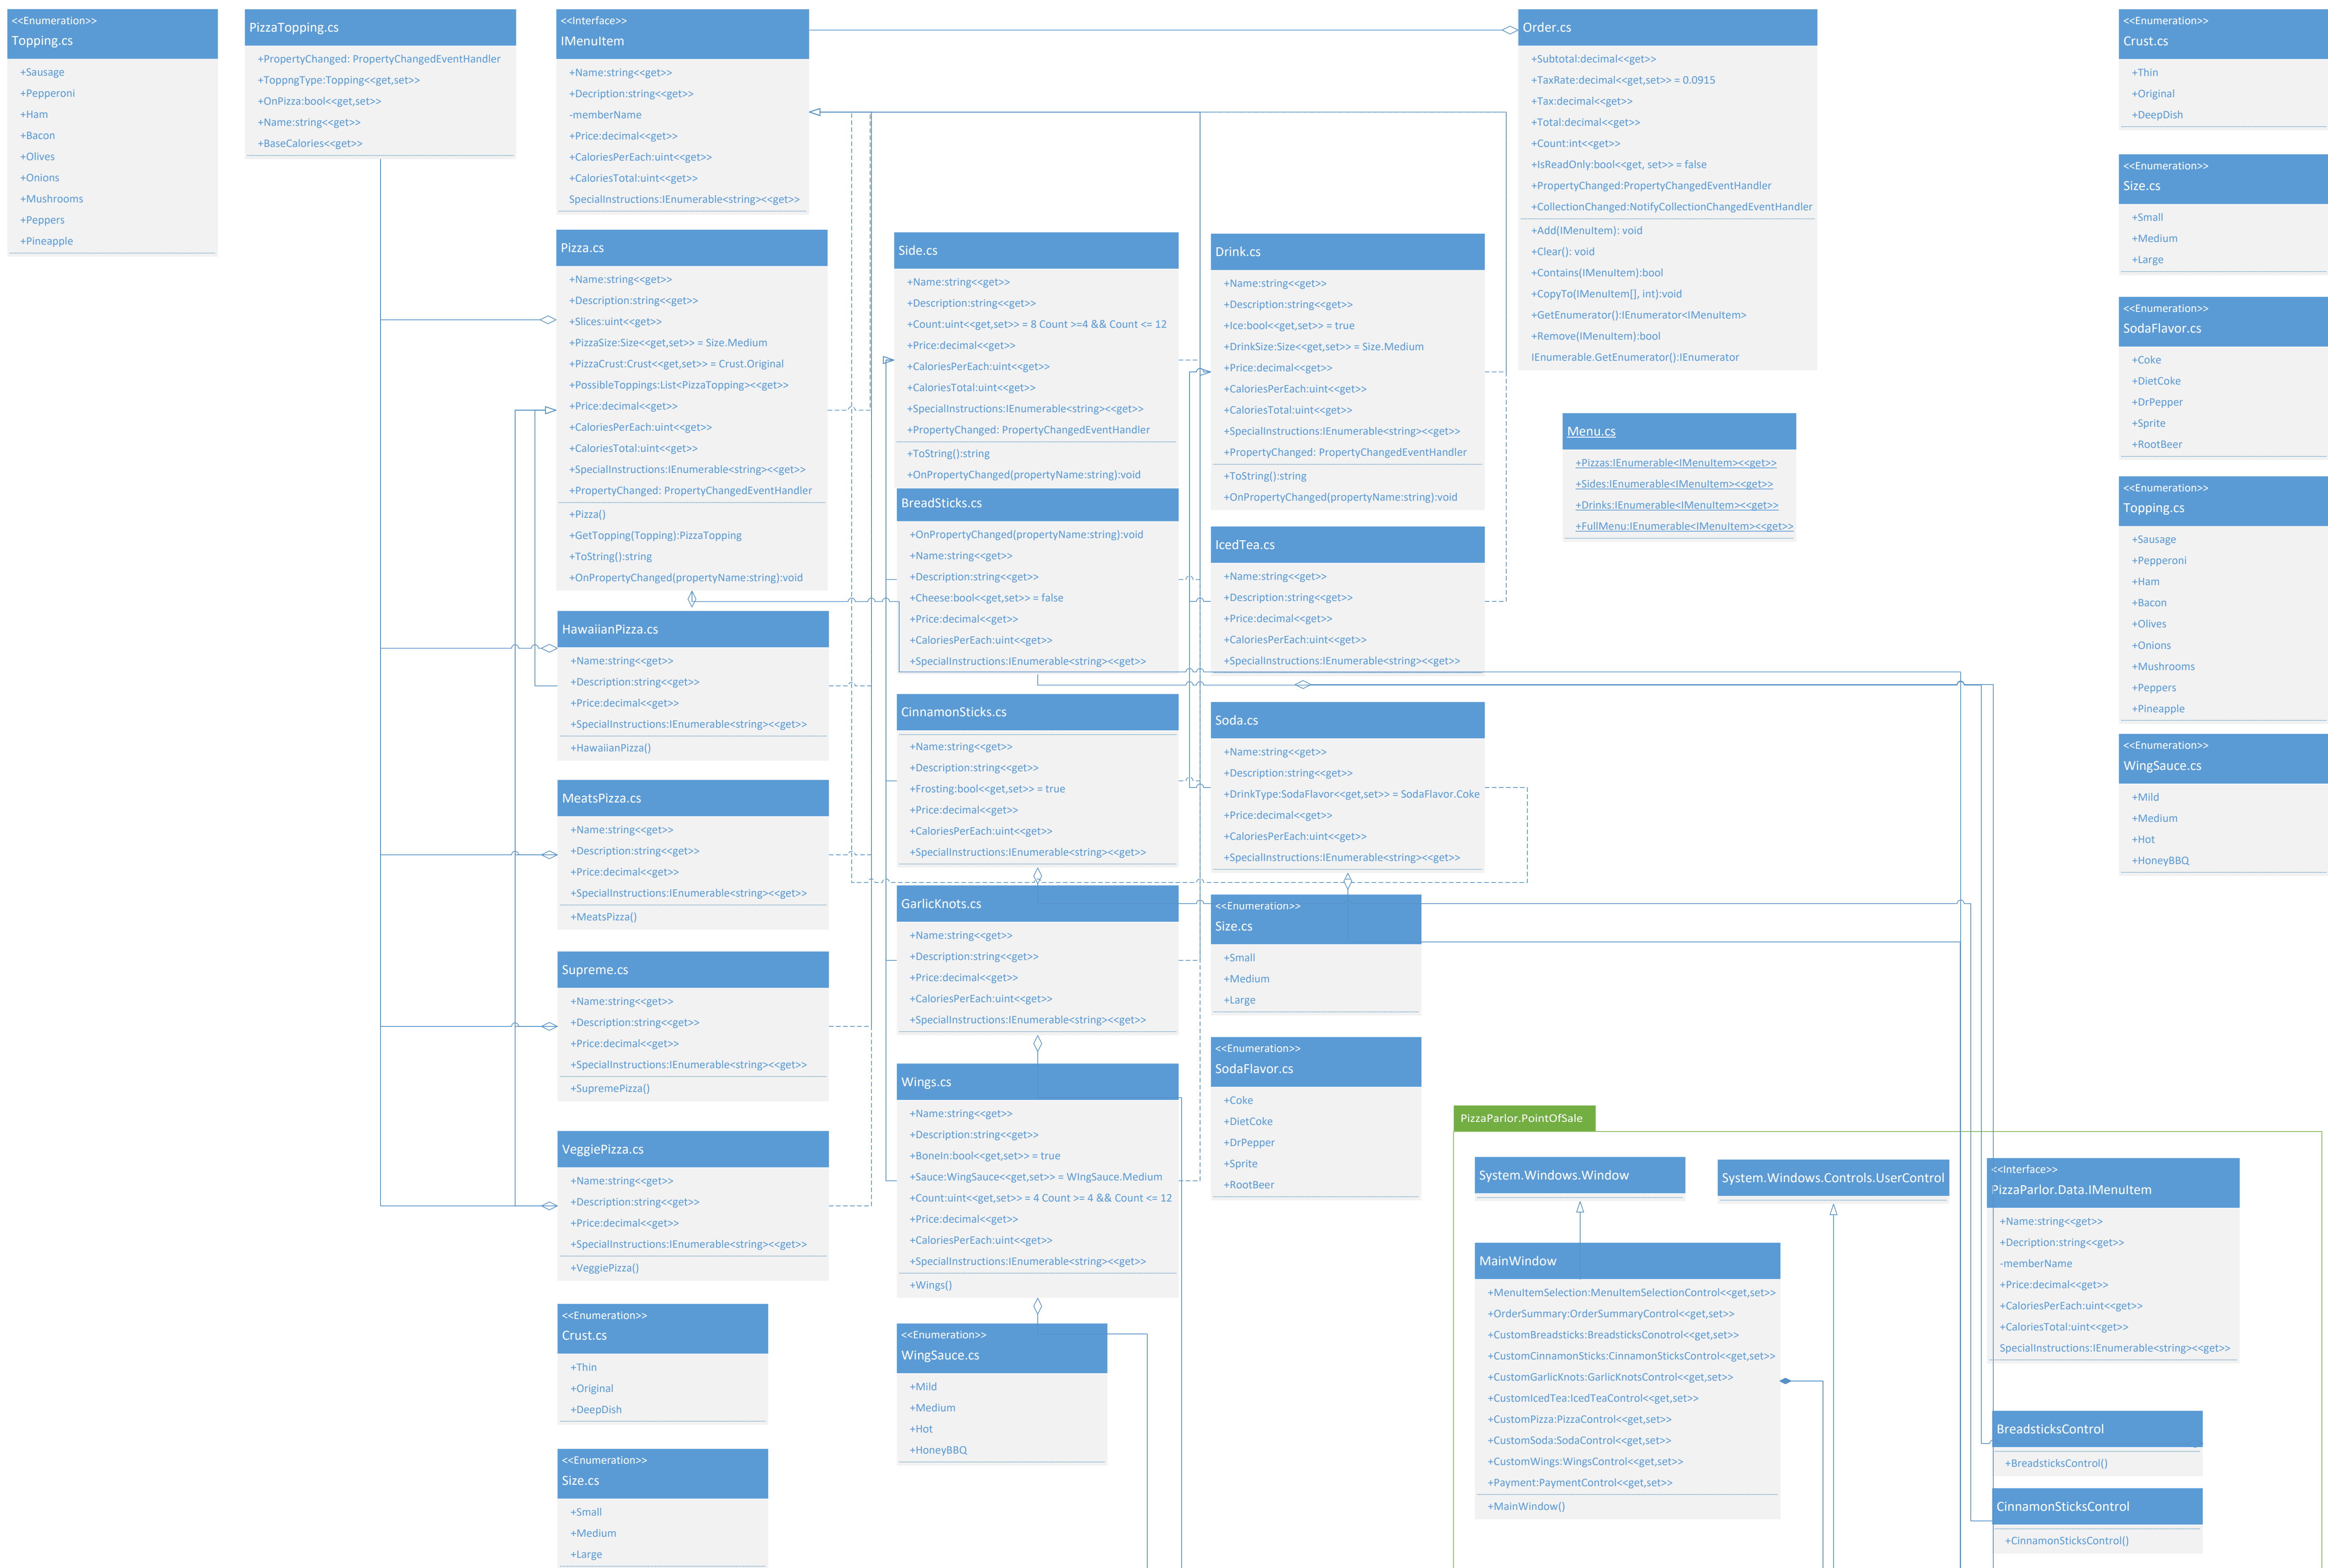 <<Enumeration>>
Topping.cs
+Sausage
+Pepperoni
+Ham
+Bacon
+Olives
+Onions
+Mushrooms
+Peppers
+Pineapple
PizzaTopping.cs
+PropertyChanged: PropertyChangedEventHandler
+ToppngType:Topping<<get,set>>
+OnPizza:bool<<get,set>>
+Name:string<<get>>
+BaseCalories<<get>>
<<Interface>>
IMenuItem
+Name:string<<get>>
+Decription:string<<get>>
-memberName
+Price:decimal<<get>>
+CaloriesPerEach:uint<<get>>
+CaloriesTotal:uint<<get>>
SpecialInstructions:IEnumerable<string><<get>>
Pizza.cs
+Name:string<<get>>
+Description:string<<get>>
+Slices:uint<<get>>
+PizzaSize:Size<<get,set>> = Size.Medium
+PizzaCrust:Crust<<get,set>> = Crust.Original
+PossibleToppings:List<PizzaTopping><<get>>
+Price:decimal<<get>>
+CaloriesPerEach:uint<<get>>
+CaloriesTotal:uint<<get>>
+SpecialInstructions:IEnumerable<string><<get>>
+PropertyChanged: PropertyChangedEventHandler
+Pizza()
+GetTopping(Topping):PizzaTopping
+ToString():string
+OnPropertyChanged(propertyName:string):void
HawaiianPizza.cs
+Name:string<<get>>
+Description:string<<get>>
+Price:decimal<<get>>
+SpecialInstructions:IEnumerable<string><<get>>
+HawaiianPizza()
MeatsPizza.cs
+Name:string<<get>>
+Description:string<<get>>
+Price:decimal<<get>>
+SpecialInstructions:IEnumerable<string><<get>>
+MeatsPizza()
Supreme.cs
+Name:string<<get>>
+Description:string<<get>>
+Price:decimal<<get>>
+SpecialInstructions:IEnumerable<string><<get>>
+SupremePizza()
VeggiePizza.cs
+Name:string<<get>>
+Description:string<<get>>
+Price:decimal<<get>>
+SpecialInstructions:IEnumerable<string><<get>>
+VeggiePizza()
<<Enumeration>>
Crust.cs
+Thin
+Original
+DeepDish
<<Enumeration>>
Size.cs
+Small
+Medium
+Large
Side.cs
+Name:string<<get>>
+Description:string<<get>>
+Count:uint<<get,set>> = 8 Count >=4 && Count <= 12
+Price:decimal<<get>>
+CaloriesPerEach:uint<<get>>
+CaloriesTotal:uint<<get>>
+SpecialInstructions:IEnumerable<string><<get>>
+PropertyChanged: PropertyChangedEventHandler
+ToString():string
+OnPropertyChanged(propertyName:string):void
BreadSticks.cs
+OnPropertyChanged(propertyName:string):void
+Name:string<<get>>
+Description:string<<get>>
+Cheese:bool<<get,set>> = false
+Price:decimal<<get>>
+CaloriesPerEach:uint<<get>>
+SpecialInstructions:IEnumerable<string><<get>>
CinnamonSticks.cs
+Name:string<<get>>
+Description:string<<get>>
+Frosting:bool<<get,set>> = true
+Price:decimal<<get>>
+CaloriesPerEach:uint<<get>>
+SpecialInstructions:IEnumerable<string><<get>>
GarlicKnots.cs
+Name:string<<get>>
+Description:string<<get>>
+Price:decimal<<get>>
+CaloriesPerEach:uint<<get>>
+SpecialInstructions:IEnumerable<string><<get>>
Wings.cs
+Name:string<<get>>
+Description:string<<get>>
+BoneIn:bool<<get,set>> = true
+Sauce:WingSauce<<get,set>> = WIngSauce.Medium
+Count:uint<<get,set>> = 4 Count >= 4 && Count <= 12
+Price:decimal<<get>>
+CaloriesPerEach:uint<<get>>
+SpecialInstructions:IEnumerable<string><<get>>
+Wings()
<<Enumeration>>
WingSauce.cs
+Mild
+Medium
+Hot
+HoneyBBQ
Drink.cs
+Name:string<<get>>
+Description:string<<get>>
+Ice:bool<<get,set>> = true
+DrinkSize:Size<<get,set>> = Size.Medium
+Price:decimal<<get>>
+CaloriesPerEach:uint<<get>>
+CaloriesTotal:uint<<get>>
+SpecialInstructions:IEnumerable<string><<get>>
+PropertyChanged: PropertyChangedEventHandler
+ToString():string
+OnPropertyChanged(propertyName:string):void
IcedTea.cs
+Name:string<<get>>
+Description:string<<get>>
+Price:decimal<<get>>
+CaloriesPerEach:uint<<get>>
+SpecialInstructions:IEnumerable<string><<get>>
Soda.cs
+Name:string<<get>>
+Description:string<<get>>
+DrinkType:SodaFlavor<<get,set>> = SodaFlavor.Coke
+Price:decimal<<get>>
+CaloriesPerEach:uint<<get>>
+SpecialInstructions:IEnumerable<string><<get>>
<<Enumeration>>
Size.cs
+Small
+Medium
+Large
<<Enumeration>>
SodaFlavor.cs
+Coke
+DietCoke
+DrPepper
+Sprite
+RootBeer
Order.cs
+Subtotal:decimal<<get>>
+TaxRate:decimal<<get,set>> = 0.0915
+Tax:decimal<<get>>
+Total:decimal<<get>>
+Count:int<<get>>
+IsReadOnly:bool<<get, set>> = false
+PropertyChanged:PropertyChangedEventHandler
+CollectionChanged:NotifyCollectionChangedEventHandler
+Add(IMenuItem): void
+Clear(): void
+Contains(IMenuItem):bool
+CopyTo(IMenuItem[], int):void
+GetEnumerator():IEnumerator<IMenuItem>
+Remove(IMenuItem):bool
IEnumerable.GetEnumerator():IEnumerator
Menu.cs
+Pizzas:IEnumerable<IMenuItem><<get>>
+Sides:IEnumerable<IMenuItem><<get>>
+Drinks:IEnumerable<IMenuItem><<get>>
+FullMenu:IEnumerable<IMenuItem><<get>>
<<Enumeration>>
Crust.cs
+Thin
+Original
+DeepDish
<<Enumeration>>
Size.cs
+Small
+Medium
+Large
<<Enumeration>>
SodaFlavor.cs
+Coke
+DietCoke
+DrPepper
+Sprite
+RootBeer
<<Enumeration>>
Topping.cs
+Sausage
+Pepperoni
+Ham
+Bacon
+Olives
+Onions
+Mushrooms
+Peppers
+Pineapple
<<Enumeration>>
WingSauce.cs
+Mild
+Medium
+Hot
+HoneyBBQ
PizzaParlor.PointOfSale
System.Windows.Window
System.Windows.Controls.UserControl
MainWindow
+MenuItemSelection:MenuItemSelectionControl<<get,set>>
+OrderSummary:OrderSummaryControl<<get,set>>
+CustomBreadsticks:BreadsticksConotrol<<get,set>>
+CustomCinnamonSticks:CinnamonSticksControl<<get,set>>
+CustomGarlicKnots:GarlicKnotsControl<<get,set>>
+CustomIcedTea:IcedTeaControl<<get,set>>
+CustomPizza:PizzaControl<<get,set>>
+CustomSoda:SodaControl<<get,set>>
+CustomWings:WingsControl<<get,set>>
+Payment:PaymentControl<<get,set>>
+MainWindow()
<<Interface>>
PizzaParlor.Data.IMenuItem
+Name:string<<get>>
+Decription:string<<get>>
-memberName
+Price:decimal<<get>>
+CaloriesPerEach:uint<<get>>
+CaloriesTotal:uint<<get>>
SpecialInstructions:IEnumerable<string><<get>>
BreadsticksControl
+BreadsticksControl()
CinnamonSticksControl
+CinnamonSticksControl()